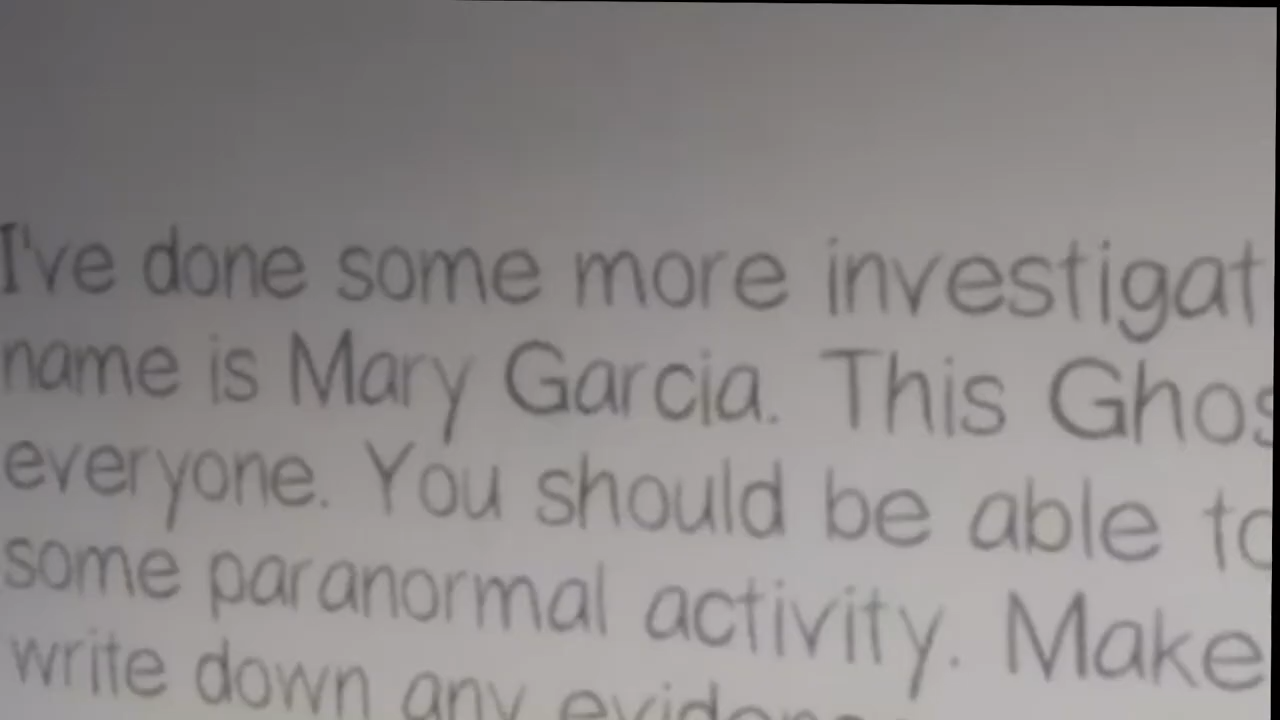 I've done some more investigat
name is Mary Garcia. This Ghos
everyone. You should be able to
some paranormal activity. Make
write down any evidenc